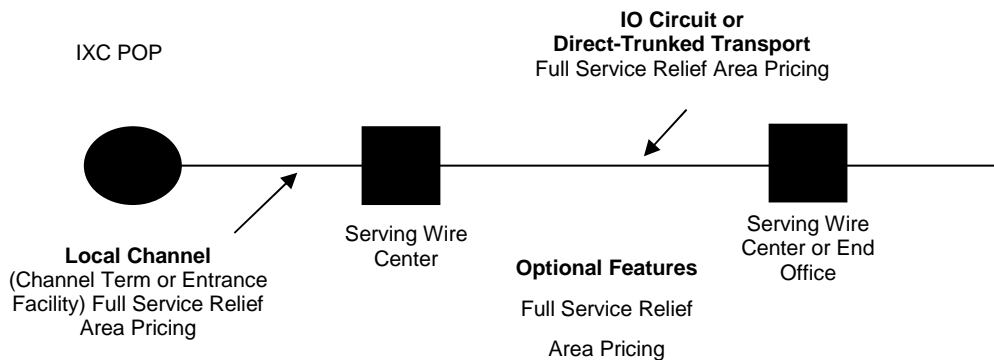 IO Circuit or
Direct-Trunked Transport
Full Service Relief Area Pricing
IXC POP
Local Channel
(Channel Term or Entrance
Facility) Full Service Relief
Area Pricing
Serving Wire
Center
Optional Features
Full Service Relief
Area Pricing
Serving Wire
Center or End
Office